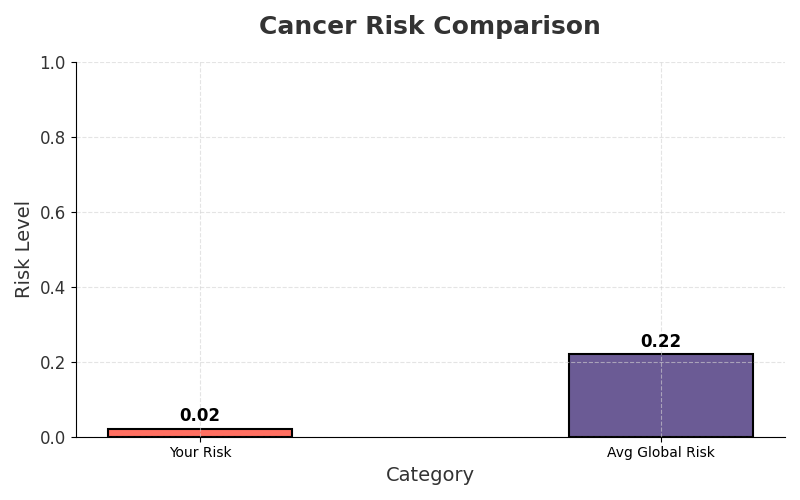 Cancer Risk Comparison
1.0
0.8
0.6
0.4
0.2
0.0
Risk Level
0.02
0.22
Your Risk
Avg Global Risk
Category